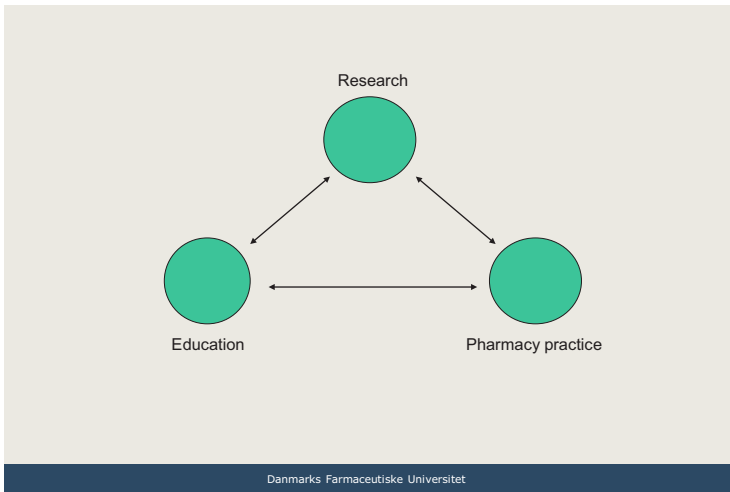 Research
Education
Pharmacy practice
Danmarks Farmaceutiske Universitet